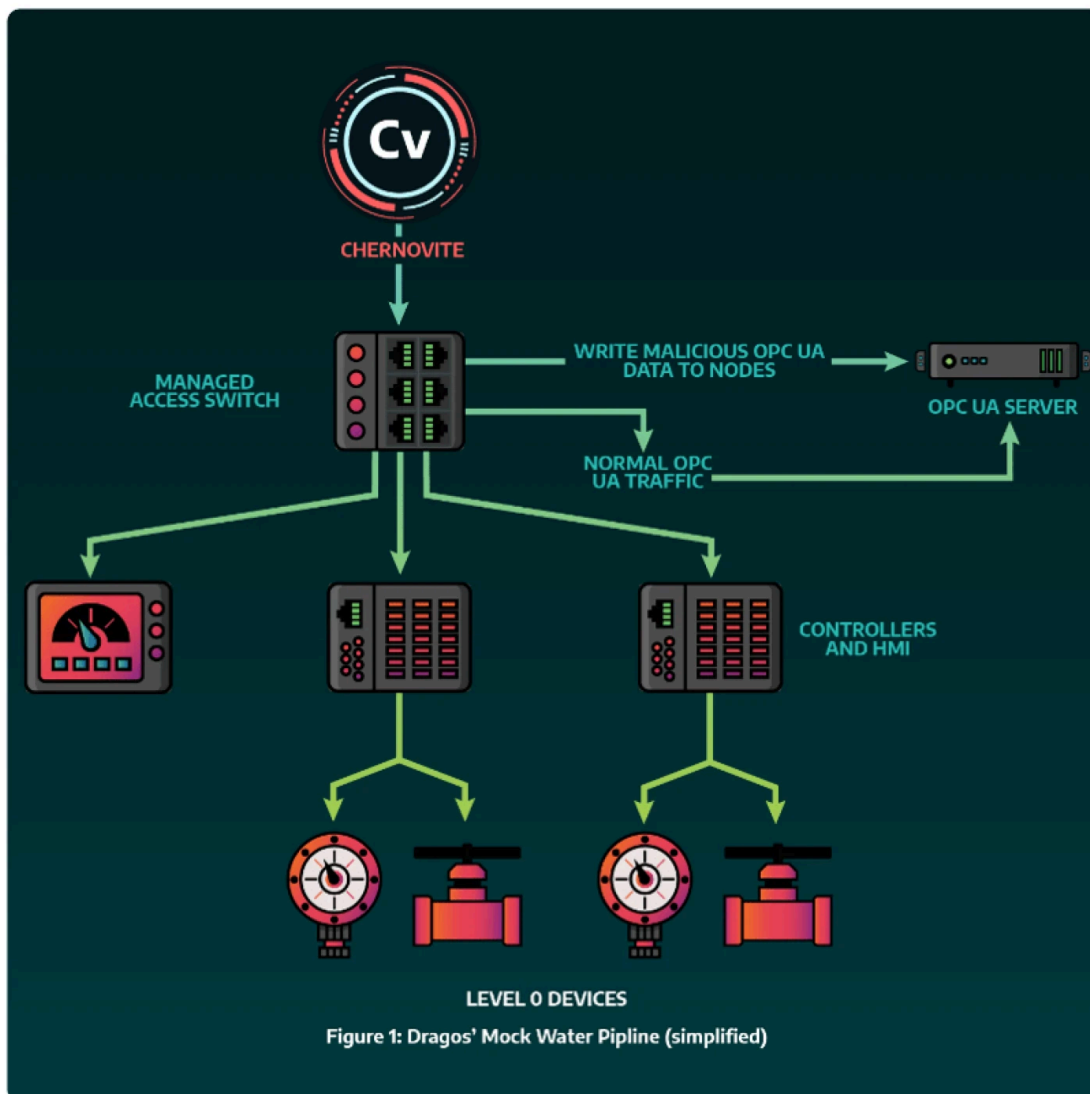 Cv
CHERNOVITE
MANAGED
ACCESS SWITCH
WRITE MALICIOUS OPC UA
DATA TO NODES
OPC UA SERVER
NORMAL OPC
UA TRAFFIC
CONTROLLERS
AND HMI
LEVEL 0 DEVICES
Figure 1: Dragos' Mock Water Pipline (simplified)